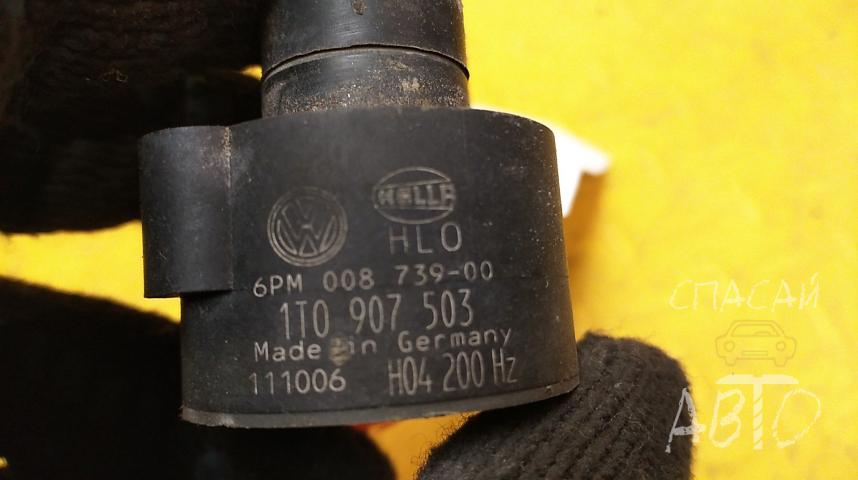 HELLA
HLO
6PM 008 739-00
1T0 907 503
Made in Germany
111006 H04 200 Hz
СПАСАЙ
АВТО